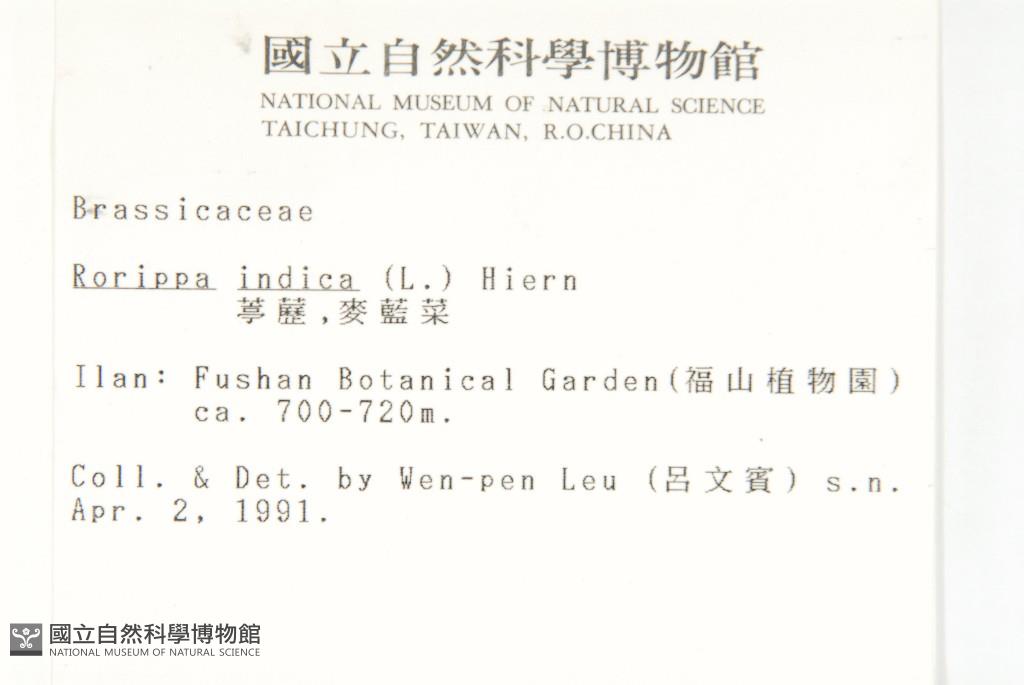 國立自然科學博物館
NATIONAL MUSEUM OF NATURAL SCIENCE
TAICHUNG, TAIWAN, R.O.CHINA
Brassicaceae
Rorippa indica (L.) Hiern
葶藶,麥藍菜
Ilan: Fushan Botanical Garden(福山植物園)
ca. 700-720m.
Coll. & Det. by Wen-pen Leu (呂文賓) s.n.
Apr. 2, 1991.
國立自然科學博物館
NATIONAL MUSEUM OF NATURAL SCIENCE